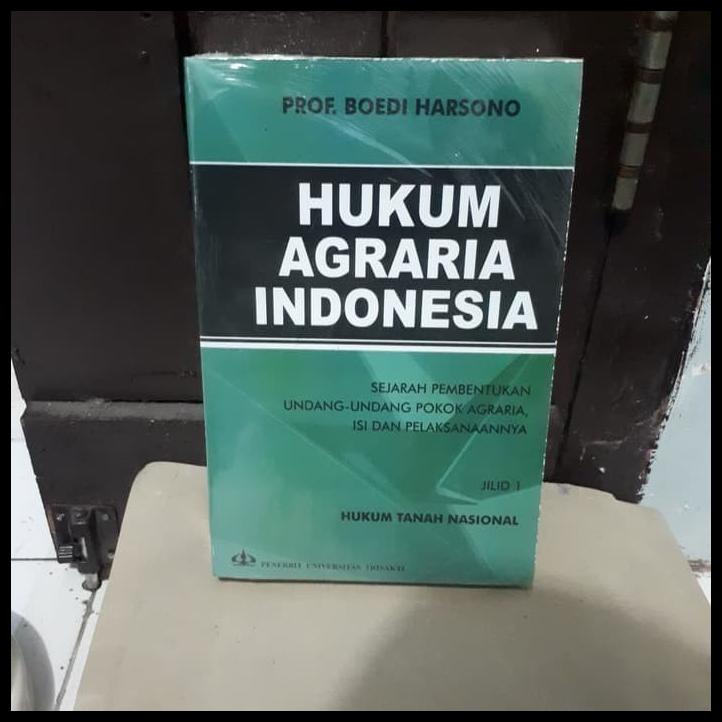 PROF. BOEDI HARSONO
HUKUM
AGRARIA
INDONESIA
SEJARAH PEMBENTUKAN
UNDANG-UNDANG POKOK AGRARIA,
ISI DAN PELAKSANAANNYA
JILID 1
HUKUM TANAH NASIONAL
PENERBIT UNIVERSITAS TRISAKTI